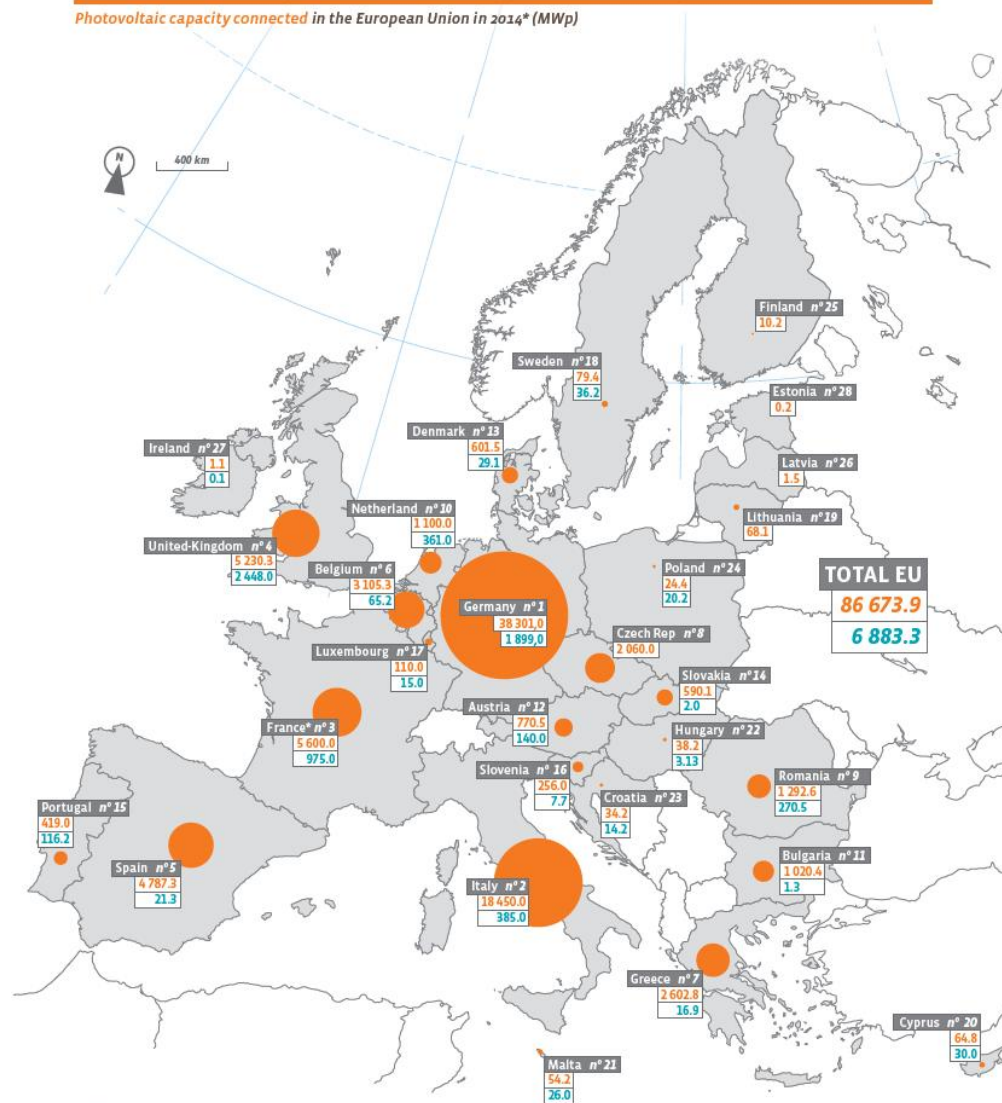 Photovoltaic capacity connected in the European Union in 2014* (MWp)
N
400 km
Finland n° 25
10.2
Sweden n°18
79.4
36.2
Estonia n° 28
0.2
Denmark n° 13
601.5
29.1
Ireland n° 27
1.1
0.1
Latvia n° 26
1.5
Netherland n° 10
1 100.0
361.0
Lithuania n° 19
68.1
United-Kingdom n° 4
5 230.3
2 448.0
Belgium n° 6
3 105.3
65.2
Poland n° 24
24.4
20.2
TOTAL EU
86 673.9
6 883.3
Germany n° 1
38 301,0
1 899,0
Czech Rep n° 8
2 060.0
Luxembourg n° 17
110.0
15.0
Slovakia n° 14
590.1
2.0
Austria n° 12
770.5
140.0
France* n° 3
5 600.0
975.0
Hungary n° 22
38.2
3.13
Slovenia n° 16
256.0
7.7
Romania n° 9
1 292.6
270.5
Croatia n° 23
34.2
14.2
Portugal n°15
419.0
116.2
Bulgaria n° 11
1 020.4
1.3
Spain n°5
4 787.3
21.3
Italy n° 2
18 450.0
385.0
Greece n° 7
2 602.8
16.9
Cyprus n° 20
64.8
30.0
Malta n° 21
54.2
26.0